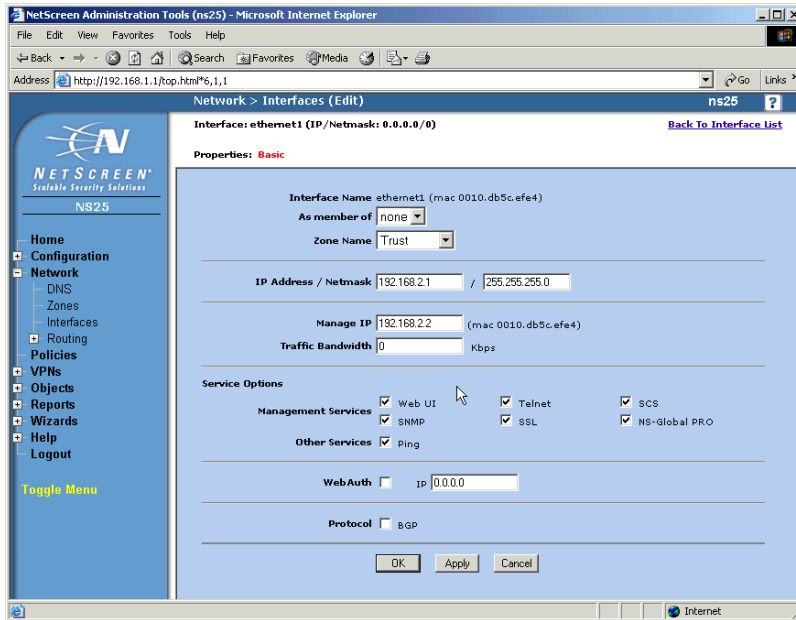 NetScreen Administration Tools (ns25) - Microsoft Internet Explorer
File Edit View Favorites Tools Help
Back Search Favorites Media
Address http://192.168.1.1/top.html*6,1,1 Go Links »
Network > Interfaces (Edit) ns25 ?
Interface: ethernet1 (IP/Netmask: 0.0.0.0/0) Back To Interface List
Properties: Basic
N
NETSCREEN
Scalable Security Solutions
NS25
Home
Configuration
Network
DNS
Zones
Interfaces
Routing
Policies
VPNs
Objects
Reports
Wizards
Help
Logout
Toggle Menu
Interface Name ethernet1 (mac 0010.db5c.efe4)
As member of none
Zone Name Trust
IP Address / Netmask 192.168.2.1 / 255.255.255.0
Manage IP 192.168.2.2 (mac 0010.db5c.efe4)
Traffic Bandwidth 0 Kbps
Service Options
Management Services Web UI Telnet SCS
SNMP SSL NS-Global PRO
Other Services Ping
WebAuth IP 0.0.0.0
Protocol BGP
OK Apply Cancel
Internet